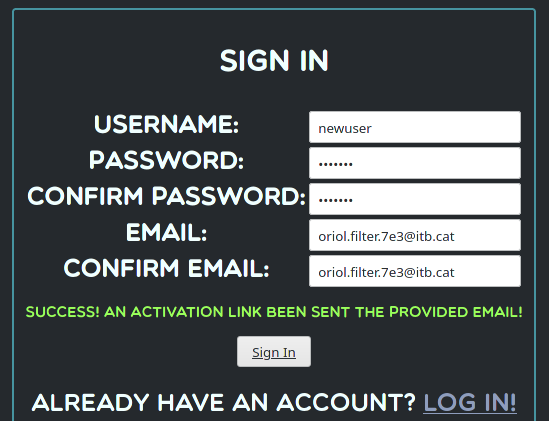 SIGN IN
USERNAME: newuser
PASSWORD: •••••••
CONFIRM PASSWORD: •••••••
EMAIL: oriol.filter.7e3@itb.cat
CONFIRM EMAIL: oriol.filter.7e3@itb.cat
SUCCESS! AN ACTIVATION LINK BEEN SENT THE PROVIDED EMAIL!
Sign In
ALREADY HAVE AN ACCOUNT? LOG IN!